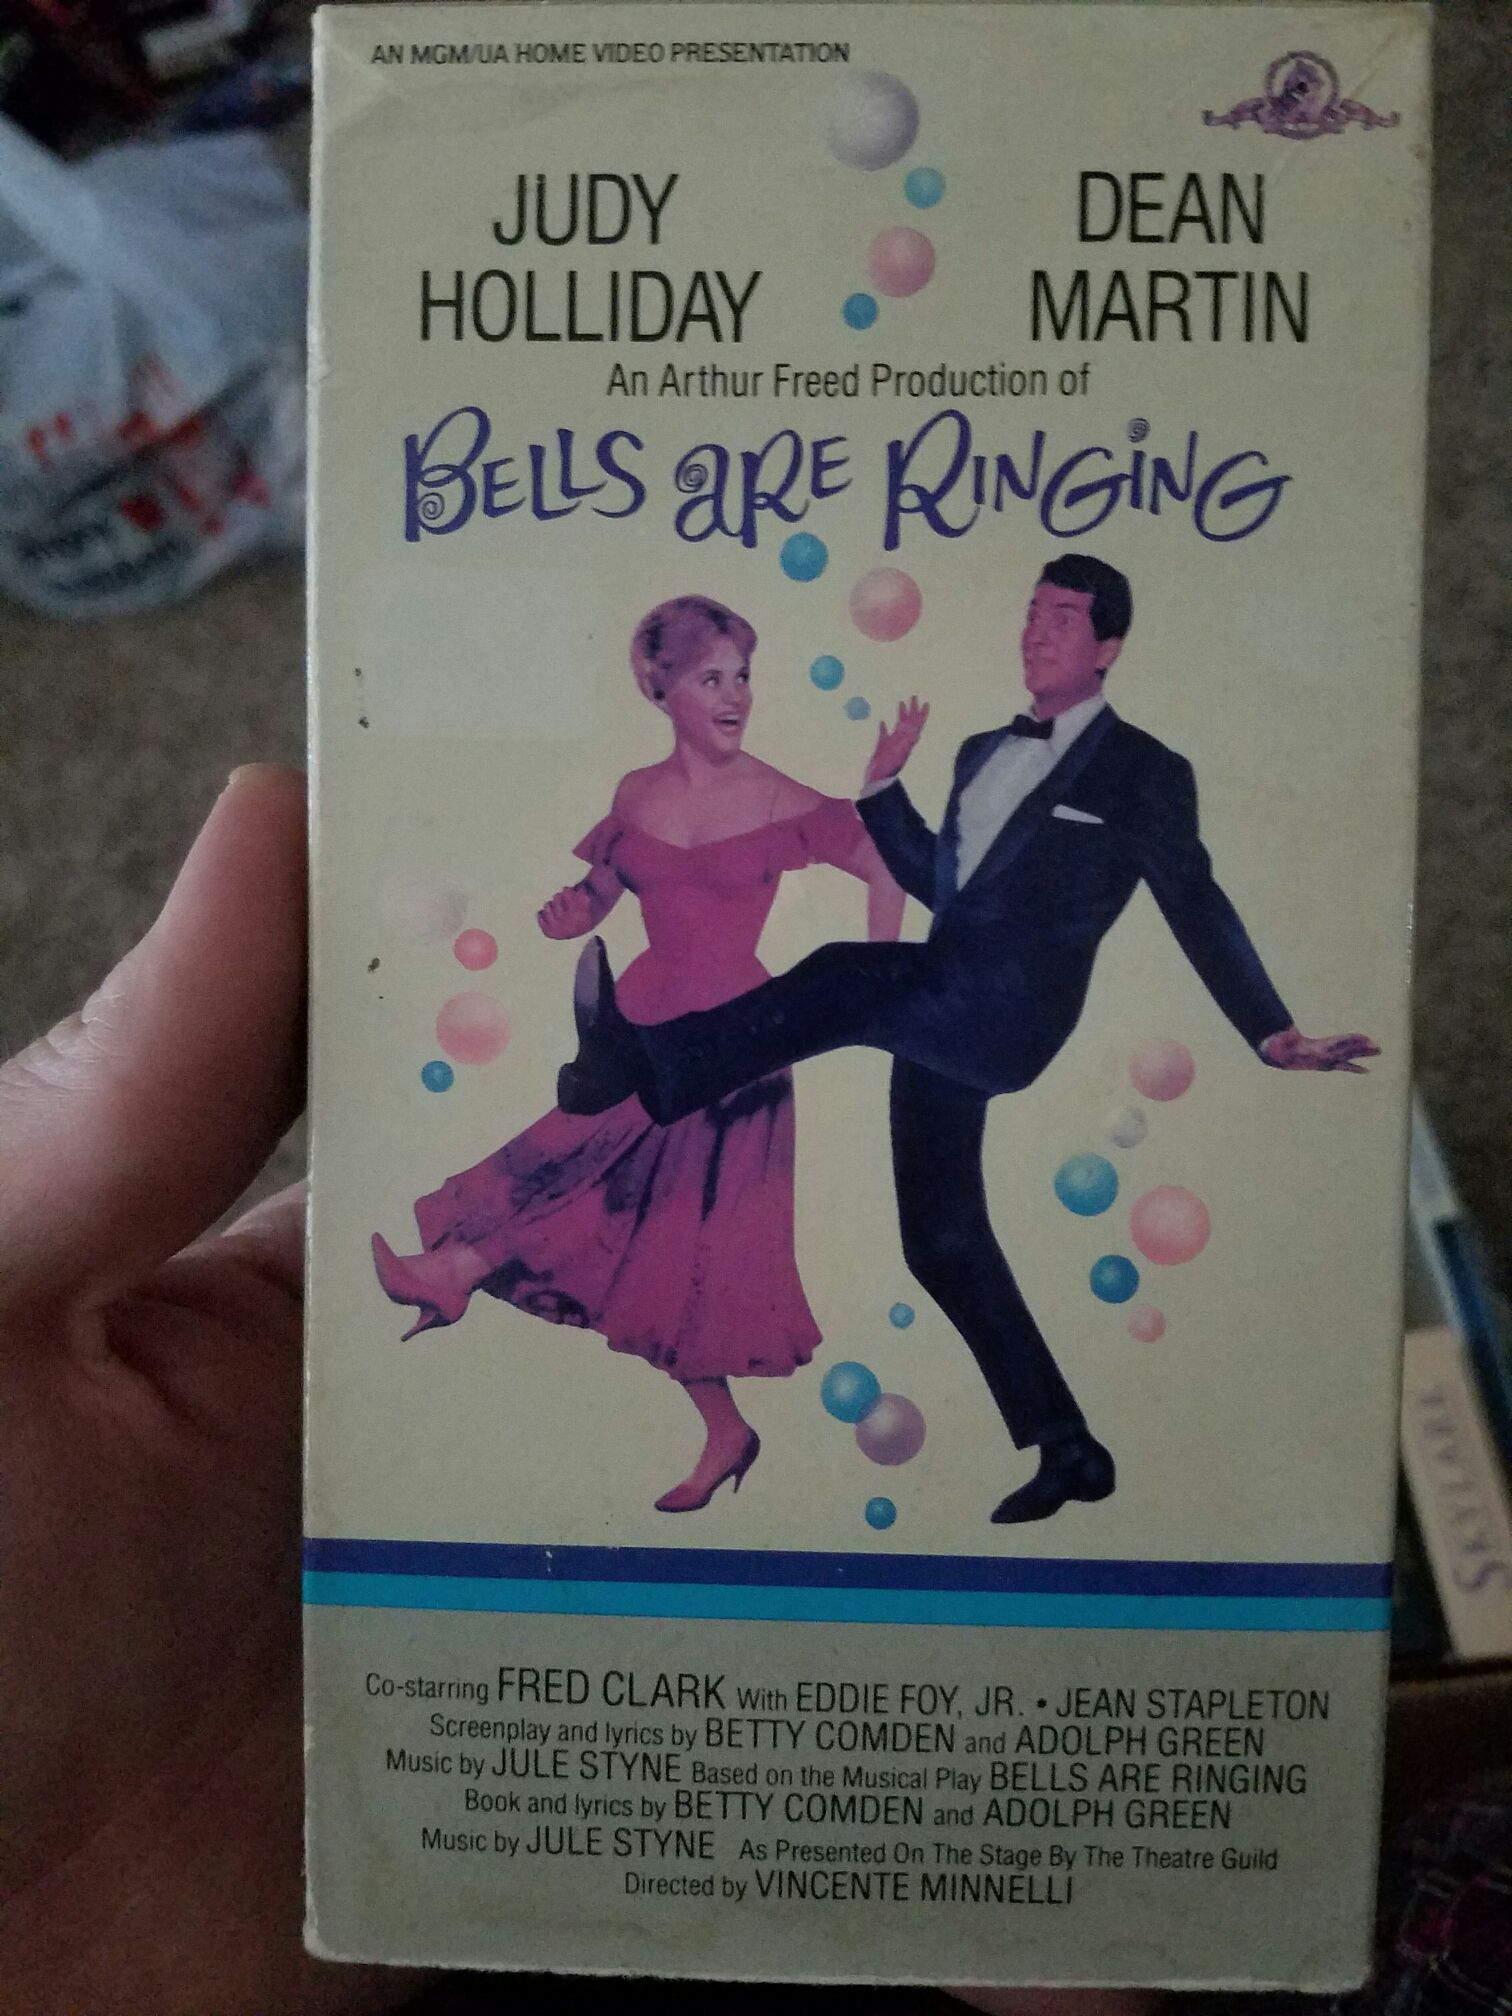 AN MGM/UA HOME VIDEO PRESENTATION
JUDY
HOLLIDAY
DEAN
MARTIN
An Arthur Freed Production of
BELLS aRE RINGiNG
Co-starring FRED CLARK with EDDIE FOY, JR. • JEAN STAPLETON
Screenplay and lyrics by BETTY COMDEN and ADOLPH GREEN
Music by JULE STYNE Based on the Musical Play BELLS ARE RINGING
Book and lyrics by BETTY COMDEN and ADOLPH GREEN
Music by JULE STYNE As Presented On The Stage By The Theatre Guild
Directed by VINCENTE MINNELLI